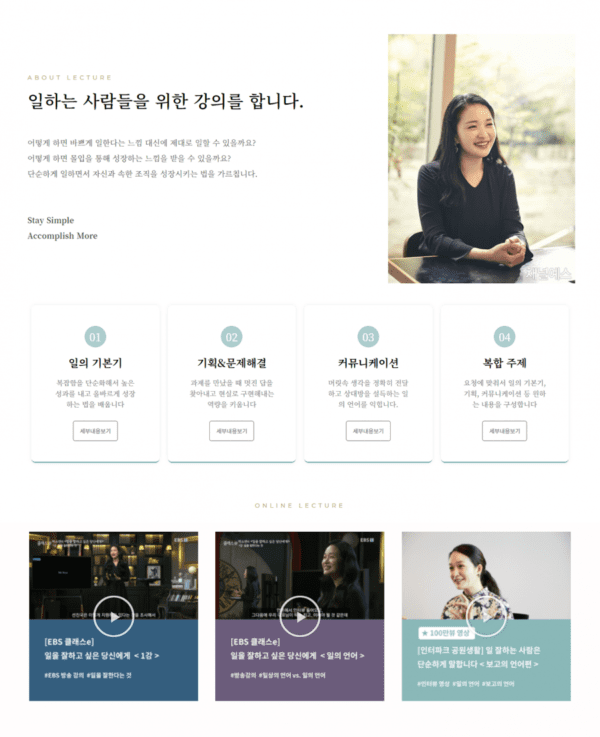 ABOUT LECTURE
일하는 사람들을 위한 강의를 합니다.
어떻게 하면 바쁘게 일한다는 느낌 대신에 제대로 일할 수 있을까요?
어떻게 하면 몰입을 통해 성장하는 느낌을 받을 수 있을까요?
단순하게 일하면서 자신과 속한 조직을 성장시키는 법을 가르칩니다.
Stay Simple
Accomplish More
01
일의 기본기
복잡함을 단순화해서 높은
성과를 내고 올바르게 성장
하는 법을 배웁니다
세부내용보기
02
기획&문제해결
과제를 만났을 때 멋진 답을
찾아내고 현실로 구현해내는
역량을 키웁니다
세부내용보기
03
커뮤니케이션
머릿속 생각을 정확히 전달
하고 상대방을 설득하는 일
의 언어를 익힙니다.
세부내용보기
04
복합 주제
요청에 맞춰서 일의 기본기,
기획, 커뮤니케이션 등 원하
는 내용을 구성합니다
세부내용보기
ONLINE LECTURE
EBS
[EBS 클래스e]
일을 잘하고 싶은 당신에게 < 1강 >
#EBS 방송 강의 #일을 잘한다는 것
EBS
[EBS 클래스e]
일을 잘하고 싶은 당신에게 < 일의 언어 >
#방송강의 #일상의 언어 vs. 일의 언어
★ 100만뷰 영상
[인터파크 공원생활] 일 잘하는 사람은
단순하게 말합니다 < 보고의 언어편 >
#인터뷰 영상 #일의 언어 #보고의 언어